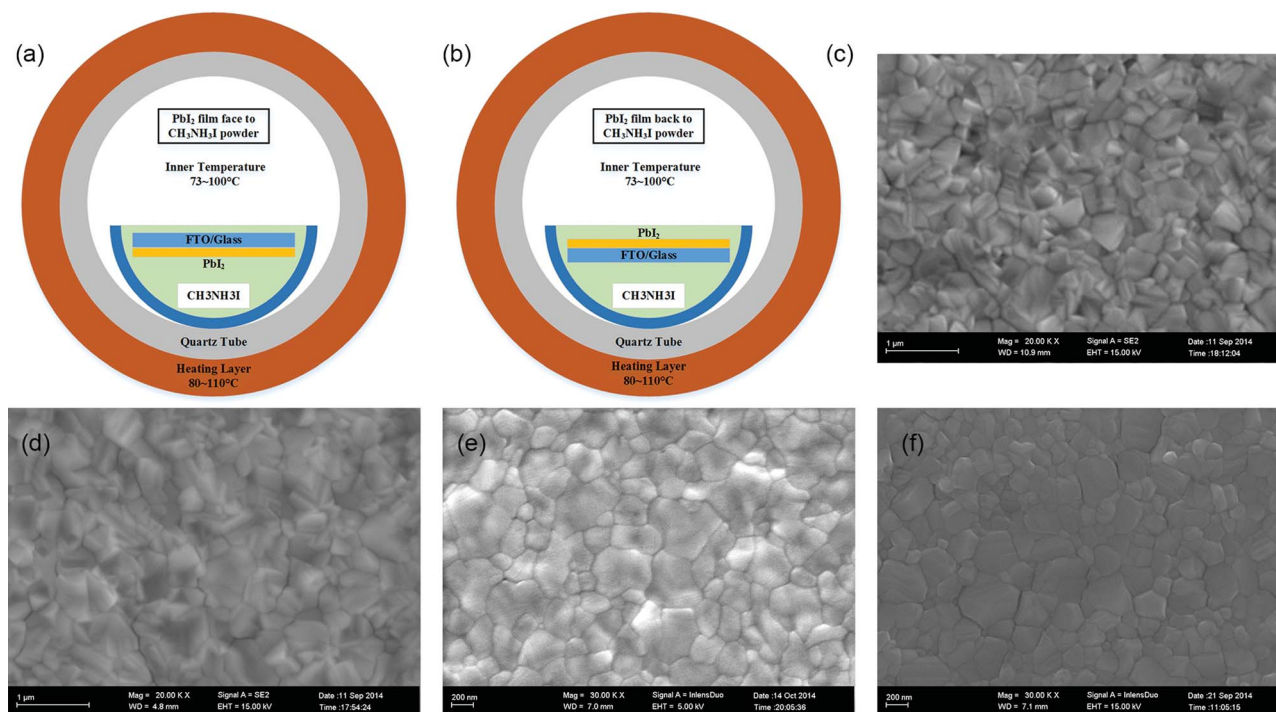 (a)
PbI₂ film face to
CH₃NH₃I powder
Inner Temperature
73~100°C
FTO/Glass
PbI₂
CH3NH3I
Quartz Tube
Heating Layer
80~110°C
(b)
PbI₂ film back to
CH₃NH₃I powder
Inner Temperature
73~100°C
PbI₂
FTO/Glass
CH3NH3I
Quartz Tube
Heating Layer
80~110°C
(c)
1 µm
Mag = 20.00 K X Signal A = SE2 Date :11 Sep 2014
WD = 10.9 mm EHT = 15.00 kV Time :18:12:04
(d)
1 µm
Mag = 20.00 K X Signal A = SE2 Date :11 Sep 2014
WD = 4.8 mm EHT = 15.00 kV Time :17:54:24
(e)
200 nm
Mag = 30.00 K X Signal A = InlensDuo Date :14 Oct 2014
WD = 7.0 mm EHT = 5.00 kV Time :20:05:36
(f)
200 nm
Mag = 30.00 K X Signal A = InlensDuo Date :21 Sep 2014
WD = 7.1 mm EHT = 15.00 kV Time :11:05:15